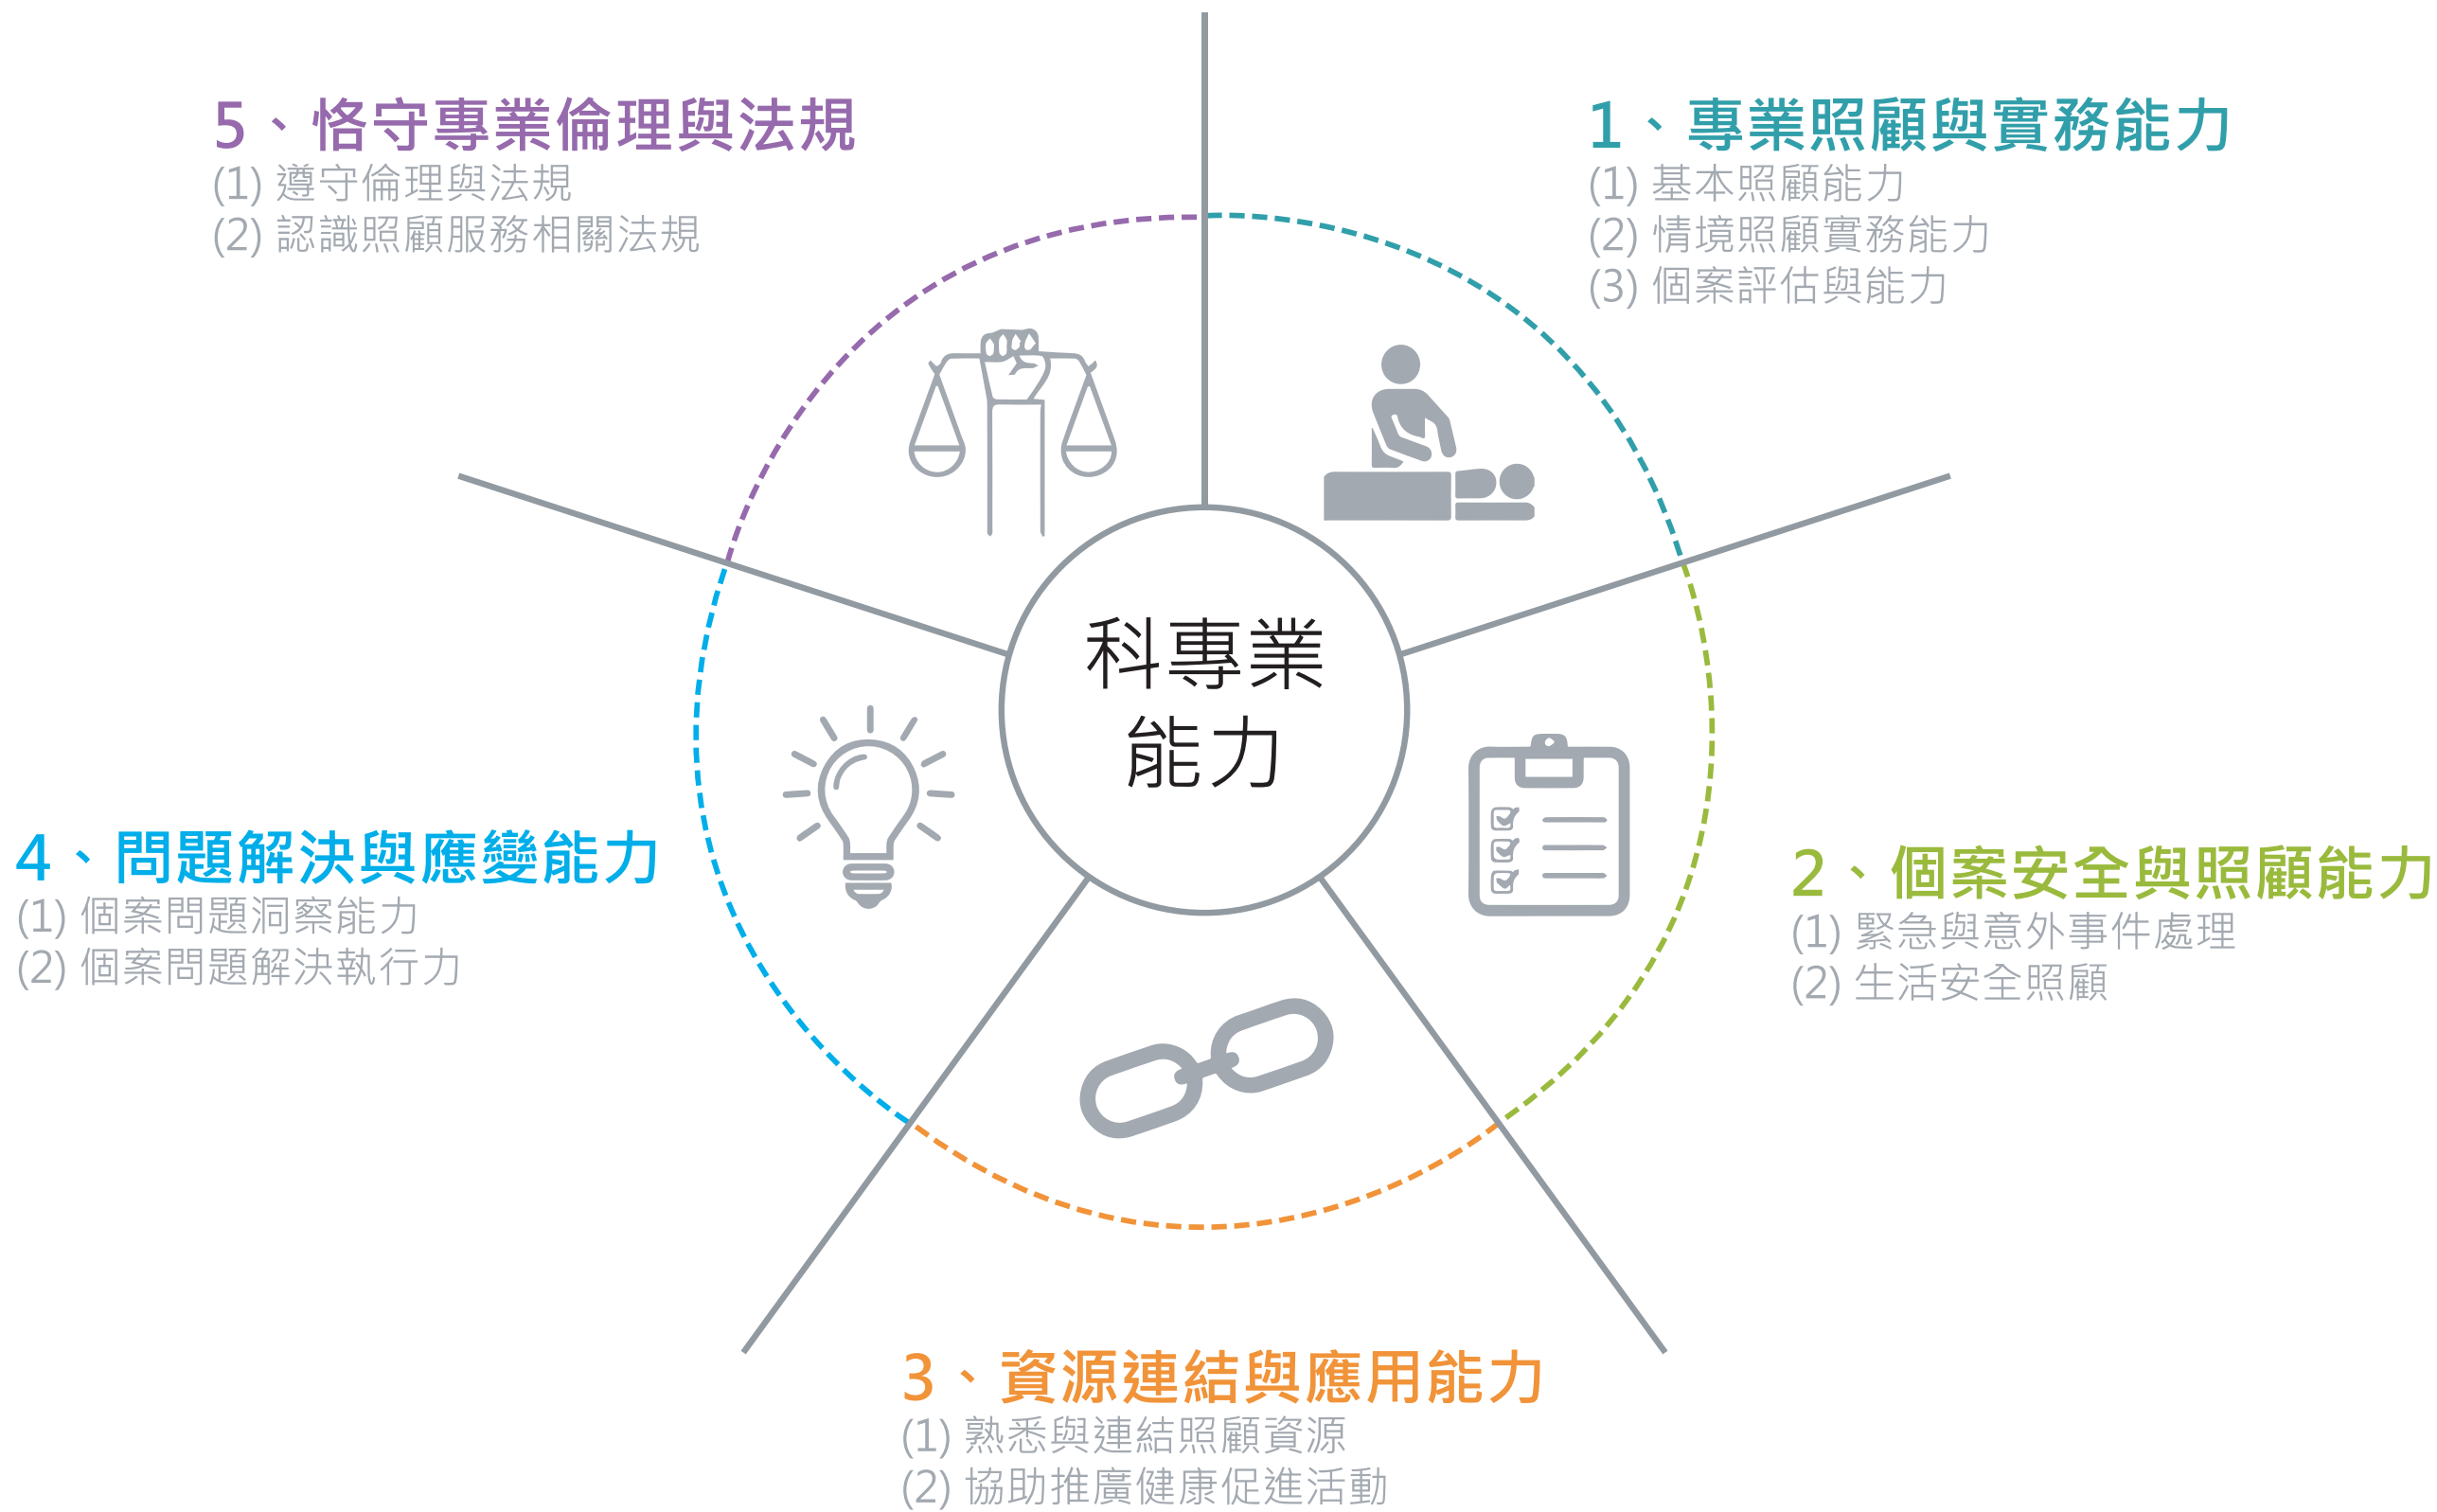 科專業
能力
1、專業照顧與實務能力
(1) 基本照顧能力
(2) 性別照顧實務能力
(3) 個案評估與能力
2、個案安全與照顧能力
(1) 緊急與意外事件處理
(2) 生活安全照顧
3、資源連結與應用能力
(1) 熟悉與連結照顧資源
(2) 協助推廣健康促進活動
4、問題解決與應變能力
(1) 個案問題洞察能力
(2) 個案問題解決執行力
5、恪守專業倫理與法規
(1) 遵守倫理與法規
(2) 認識照顧服務相關法規